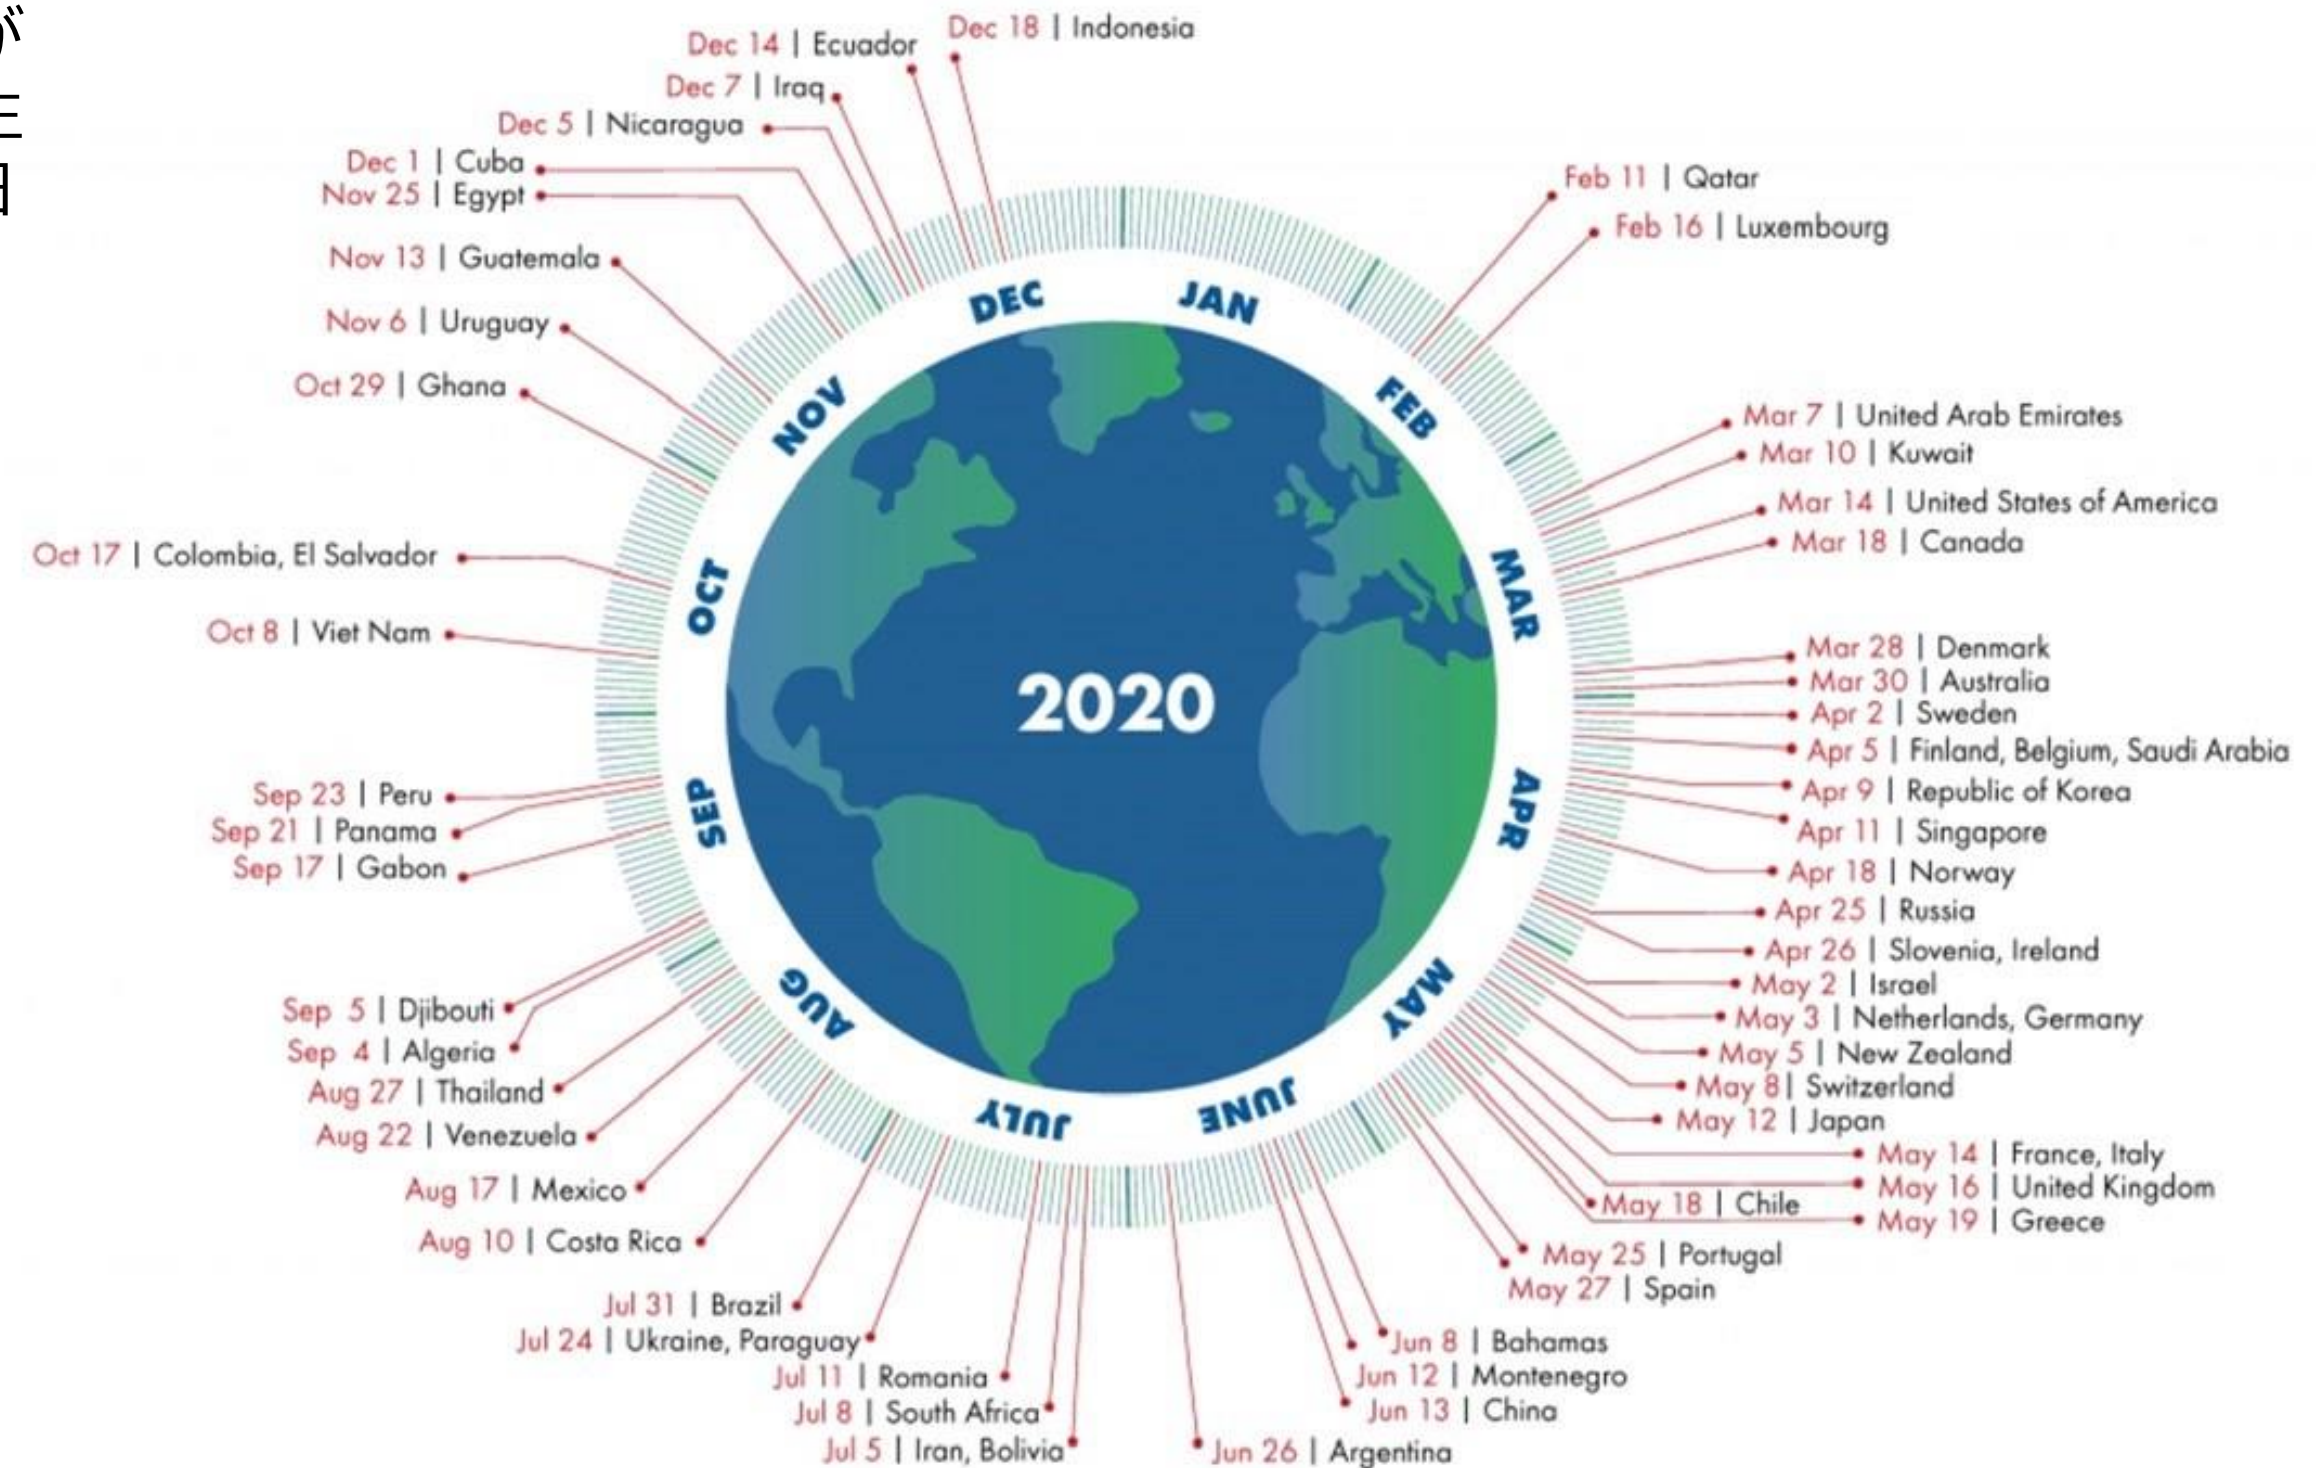 が
Dec 18 | Indonesia
Dec 14 | Ecuador
Dec 7 | Iraq
Dec 5 | Nicaragua
Dec 1 | Cuba
Nov 25 | Egypt
Nov 13 | Guatemala
Nov 6 | Uruguay
Oct 29 | Ghana
Oct 17 | Colombia, El Salvador
Oct 8 | Viet Nam
Sep 23 | Peru
Sep 21 | Panama
Sep 17 | Gabon
Sep 5 | Djibouti
Sep 4 | Algeria
Aug 27 | Thailand
Aug 22 | Venezuela
Aug 17 | Mexico
Aug 10 | Costa Rica
Jul 31 | Brazil
Jul 24 | Ukraine, Paraguay
Jul 11 | Romania
Jul 8 | South Africa
Jul 5 | Iran, Bolivia
Feb 11 | Qatar
Feb 16 | Luxembourg
Mar 7 | United Arab Emirates
Mar 10 | Kuwait
Mar 14 | United States of America
Mar 18 | Canada
Mar 28 | Denmark
Mar 30 | Australia
Apr 2 | Sweden
Apr 5 | Finland, Belgium, Saudi Arabia
Apr 9 | Republic of Korea
Apr 11 | Singapore
Apr 18 | Norway
Apr 25 | Russia
Apr 26 | Slovenia, Ireland
May 2 | Israel
May 3 | Netherlands, Germany
May 5 | New Zealand
May 8 | Switzerland
May 12 | Japan
May 14 | France, Italy
May 16 | United Kingdom
May 18 | Chile
May 19 | Greece
May 25 | Portugal
May 27 | Spain
Jun 8 | Bahamas
Jun 12 | Montenegro
Jun 13 | China
Jun 26 | Argentina
JAN
FEB
MAR
APR
MAY
JUNE
JULY
AUG
SEP
OCT
NOV
DEC
2020